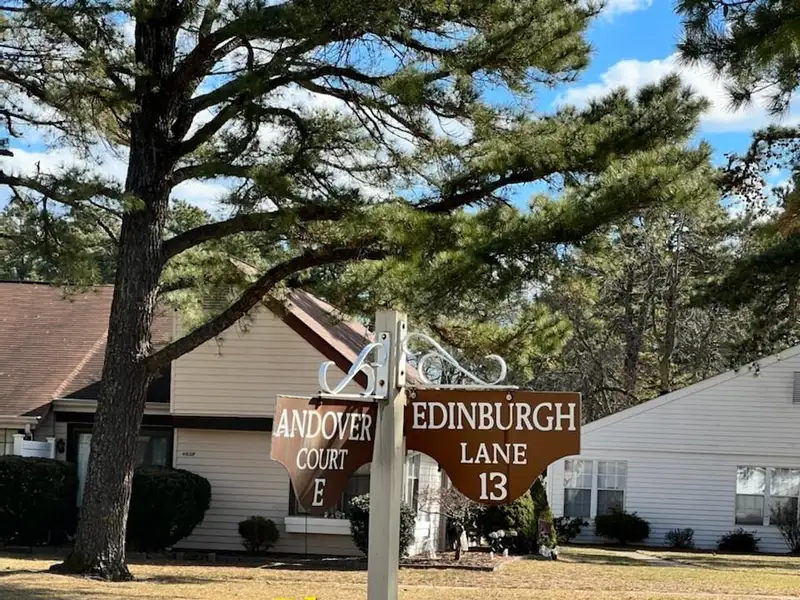 ANDOVER
COURT
E
EDINBURGH
LANE
13